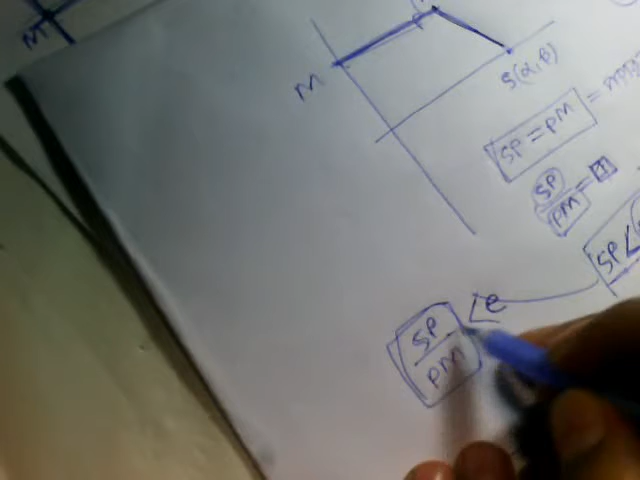 M
P
M
S(α,β)
SP = PM =
SP
PM
= 1
SP <
e
SP
PM